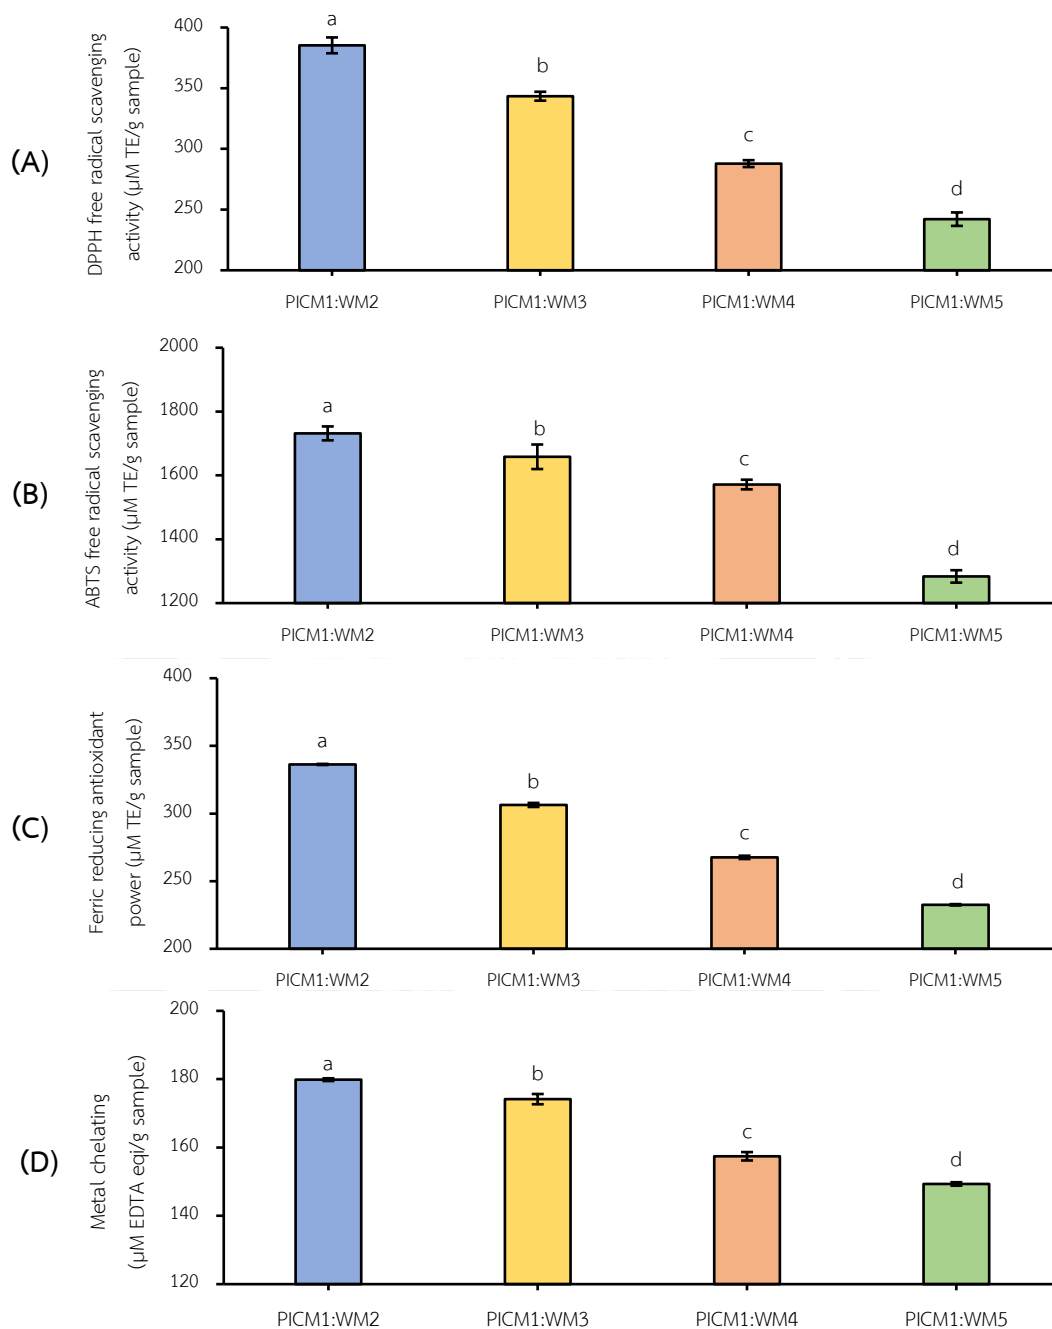 (A)
DPPH free radical scavenging
activity (µM TE/g sample)
400
350
300
250
200
a
b
c
d
PICM1:WM2
PICM1:WM3
PICM1:WM4
PICM1:WM5
(B)
ABTS free radical scavenging
activity (µM TE/g sample)
2000
1800
1600
1400
1200
a
b
c
d
PICM1:WM2
PICM1:WM3
PICM1:WM4
PICM1:WM5
(C)
Ferric reducing antioxidant
power (µM TE/g sample)
400
350
300
250
200
a
b
c
d
PICM1:WM2
PICM1:WM3
PICM1:WM4
PICM1:WM5
(D)
Metal chelating
(µM EDTA eqi/g sample)
200
180
160
140
120
a
b
c
d
PICM1:WM2
PICM1:WM3
PICM1:WM4
PICM1:WM5